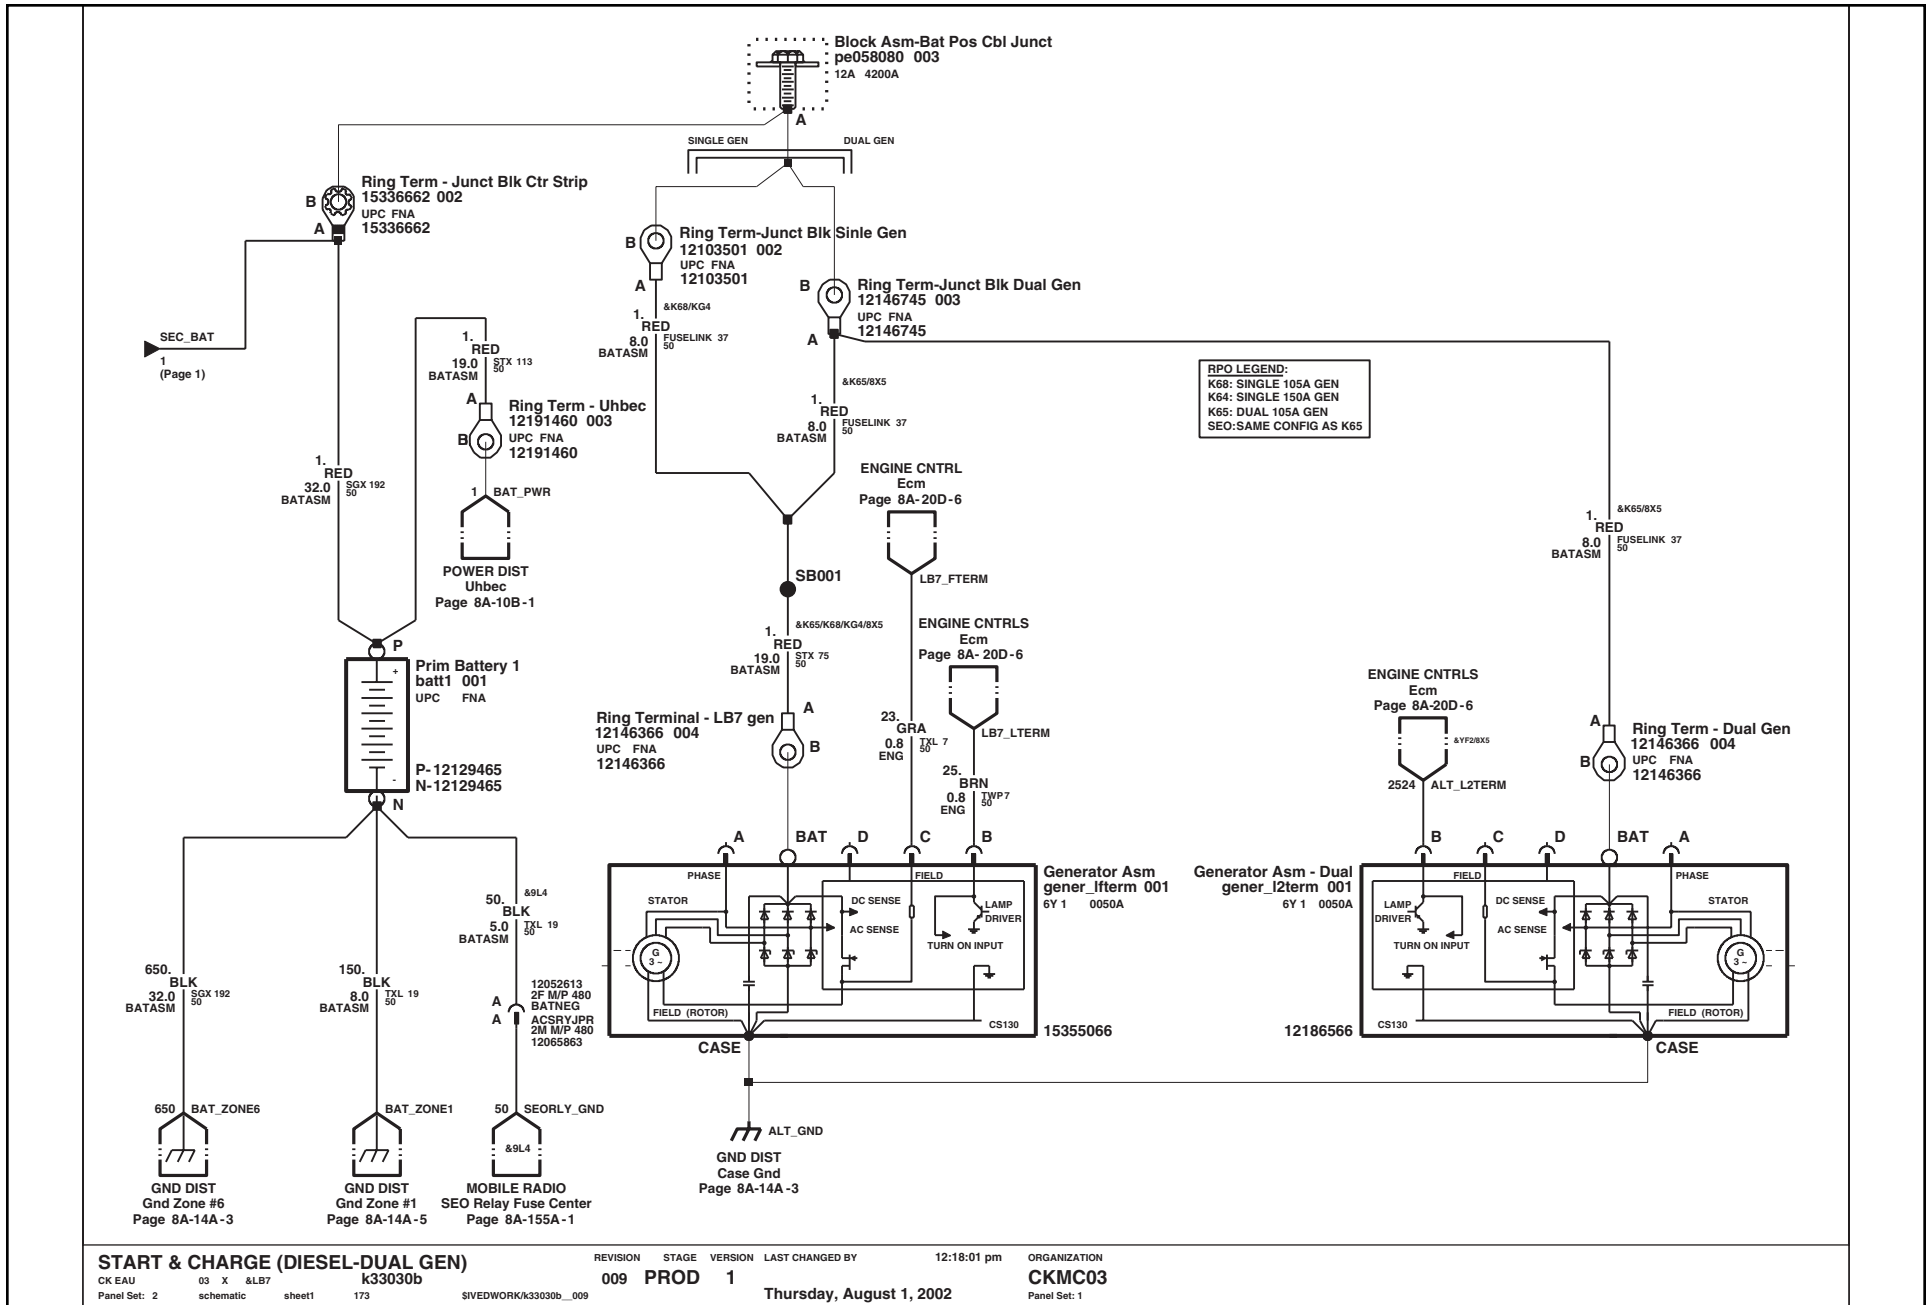 Block Asm-Bat Pos Cbl Junct
pe058080 003
12A 4200A
A
SINGLE GEN
DUAL GEN
Ring Term - Junct Blk Ctr Strip
15336662 002
UPC FNA
15336662
B
A
Ring Term-Junct Blk Sinle Gen
12103501 002
UPC FNA
12103501
B
A
Ring Term-Junct Blk Dual Gen
12146745 003
UPC FNA
12146745
B
A
SEC_BAT
1
(Page 1)
1.
RED
19.0
BATASM
STX 113
50
&K68/KG4
1.
RED
8.0
BATASM
FUSELINK 37
50
RPO LEGEND:
K68: SINGLE 105A GEN
K64: SINGLE 150A GEN
K65: DUAL 105A GEN
SEO:SAME CONFIG AS K65
A
Ring Term - Uhbec
12191460 003
UPC FNA
12191460
B
&K65/8X5
1.
RED
8.0
BATASM
FUSELINK 37
50
1.
RED
32.0
BATASM
SGX 192
50
1
BAT_PWR
POWER DIST
Uhbec
Page 8A-10B-1
ENGINE CNTRL
Ecm
Page 8A-20D-6
LB7_FTERM
&K65/8X5
1.
RED
8.0
BATASM
FUSELINK 37
50
SB001
&K65/K68/KG4/8X5
1.
RED
19.0
BATASM
STX 75
50
ENGINE CNTRLS
Ecm
Page 8A-20D-6
LB7_LTERM
P
Prim Battery 1
batt1 001
UPC FNA
+
-
P-12129465
N-12129465
N
Ring Terminal - LB7 gen
12146366 004
UPC FNA
12146366
A
B
23.
GRA
0.8
ENG
TXL 7
50
25.
BRN
0.8
ENG
TWP7
50
ENGINE CNTRLS
Ecm
Page 8A-20D-6
&YF2/8X5
2524
ALT_L2TERM
A
Ring Term - Dual Gen
12146366 004
UPC FNA
12146366
B
A
BAT
D
C
B
PHASE
FIELD
STATOR
DC SENSE
AC SENSE
LAMP
DRIVER
TURN ON INPUT
G
3 ~
FIELD (ROTOR)
CS130
CASE
Generator Asm
gener_lfterm 001
6Y 1 0050A
15355066
Generator Asm - Dual
gener_l2term 001
6Y 1 0050A
12186566
B
C
D
BAT
A
FIELD
PHASE
LAMP
DRIVER
DC SENSE
AC SENSE
TURN ON INPUT
STATOR
G
3 ~
CS130
FIELD (ROTOR)
CASE
&9L4
50.
BLK
5.0
BATASM
TXL 19
50
650.
BLK
32.0
BATASM
SGX 192
50
150.
BLK
8.0
BATASM
TXL 19
50
A
A
12052613
2F M/P 480
BATNEG
ACSRYJPR
2M M/P 480
12065863
650
BAT_ZONE6
GND DIST
Gnd Zone #6
Page 8A-14A-3
BAT_ZONE1
GND DIST
Gnd Zone #1
Page 8A-14A-5
50
SEORLY_GND
&9L4
MOBILE RADIO
SEO Relay Fuse Center
Page 8A-155A-1
ALT_GND
GND DIST
Case Gnd
Page 8A-14A-3
START & CHARGE (DIESEL-DUAL GEN)
CK EAU 03 X &LB7 k33030b
Panel Set: 2 schematic sheet1 173 $IVEDWORK/k33030b__009
REVISION STAGE VERSION LAST CHANGED BY 12:18:01 pm ORGANIZATION
009 PROD 1 CKMC03
Thursday, August 1, 2002 Panel Set: 1